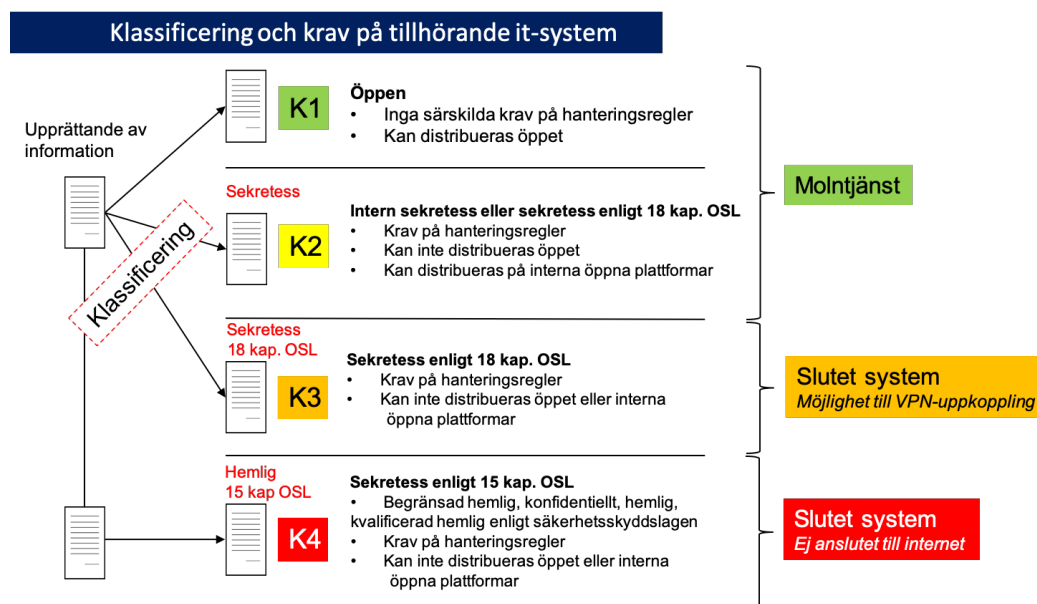 Klassificering och krav på tillhörande it-system
Upprättande av
information
Klassificering
K1
Öppen
• Inga särskilda krav på hanteringsregler
• Kan distribueras öppet
Sekretess
K2
Intern sekretess eller sekretess enligt 18 kap. OSL
• Krav på hanteringsregler
• Kan inte distribueras öppet
• Kan distribueras på interna öppna plattformar
Molntjänst
Sekretess
18 kap. OSL
K3
Sekretess enligt 18 kap. OSL
• Krav på hanteringsregler
• Kan inte distribueras öppet eller interna
öppna plattformar
Slutet system
Möjlighet till VPN-uppkoppling
Hemlig
15 kap OSL
K4
Sekretess enligt 15 kap. OSL
• Begränsad hemlig, konfidentiellt, hemlig,
kvalificerad hemlig enligt säkerhetsskyddslagen
• Krav på hanteringsregler
• Kan inte distribueras öppet eller interna
öppna plattformar
Slutet system
Ej anslutet till internet